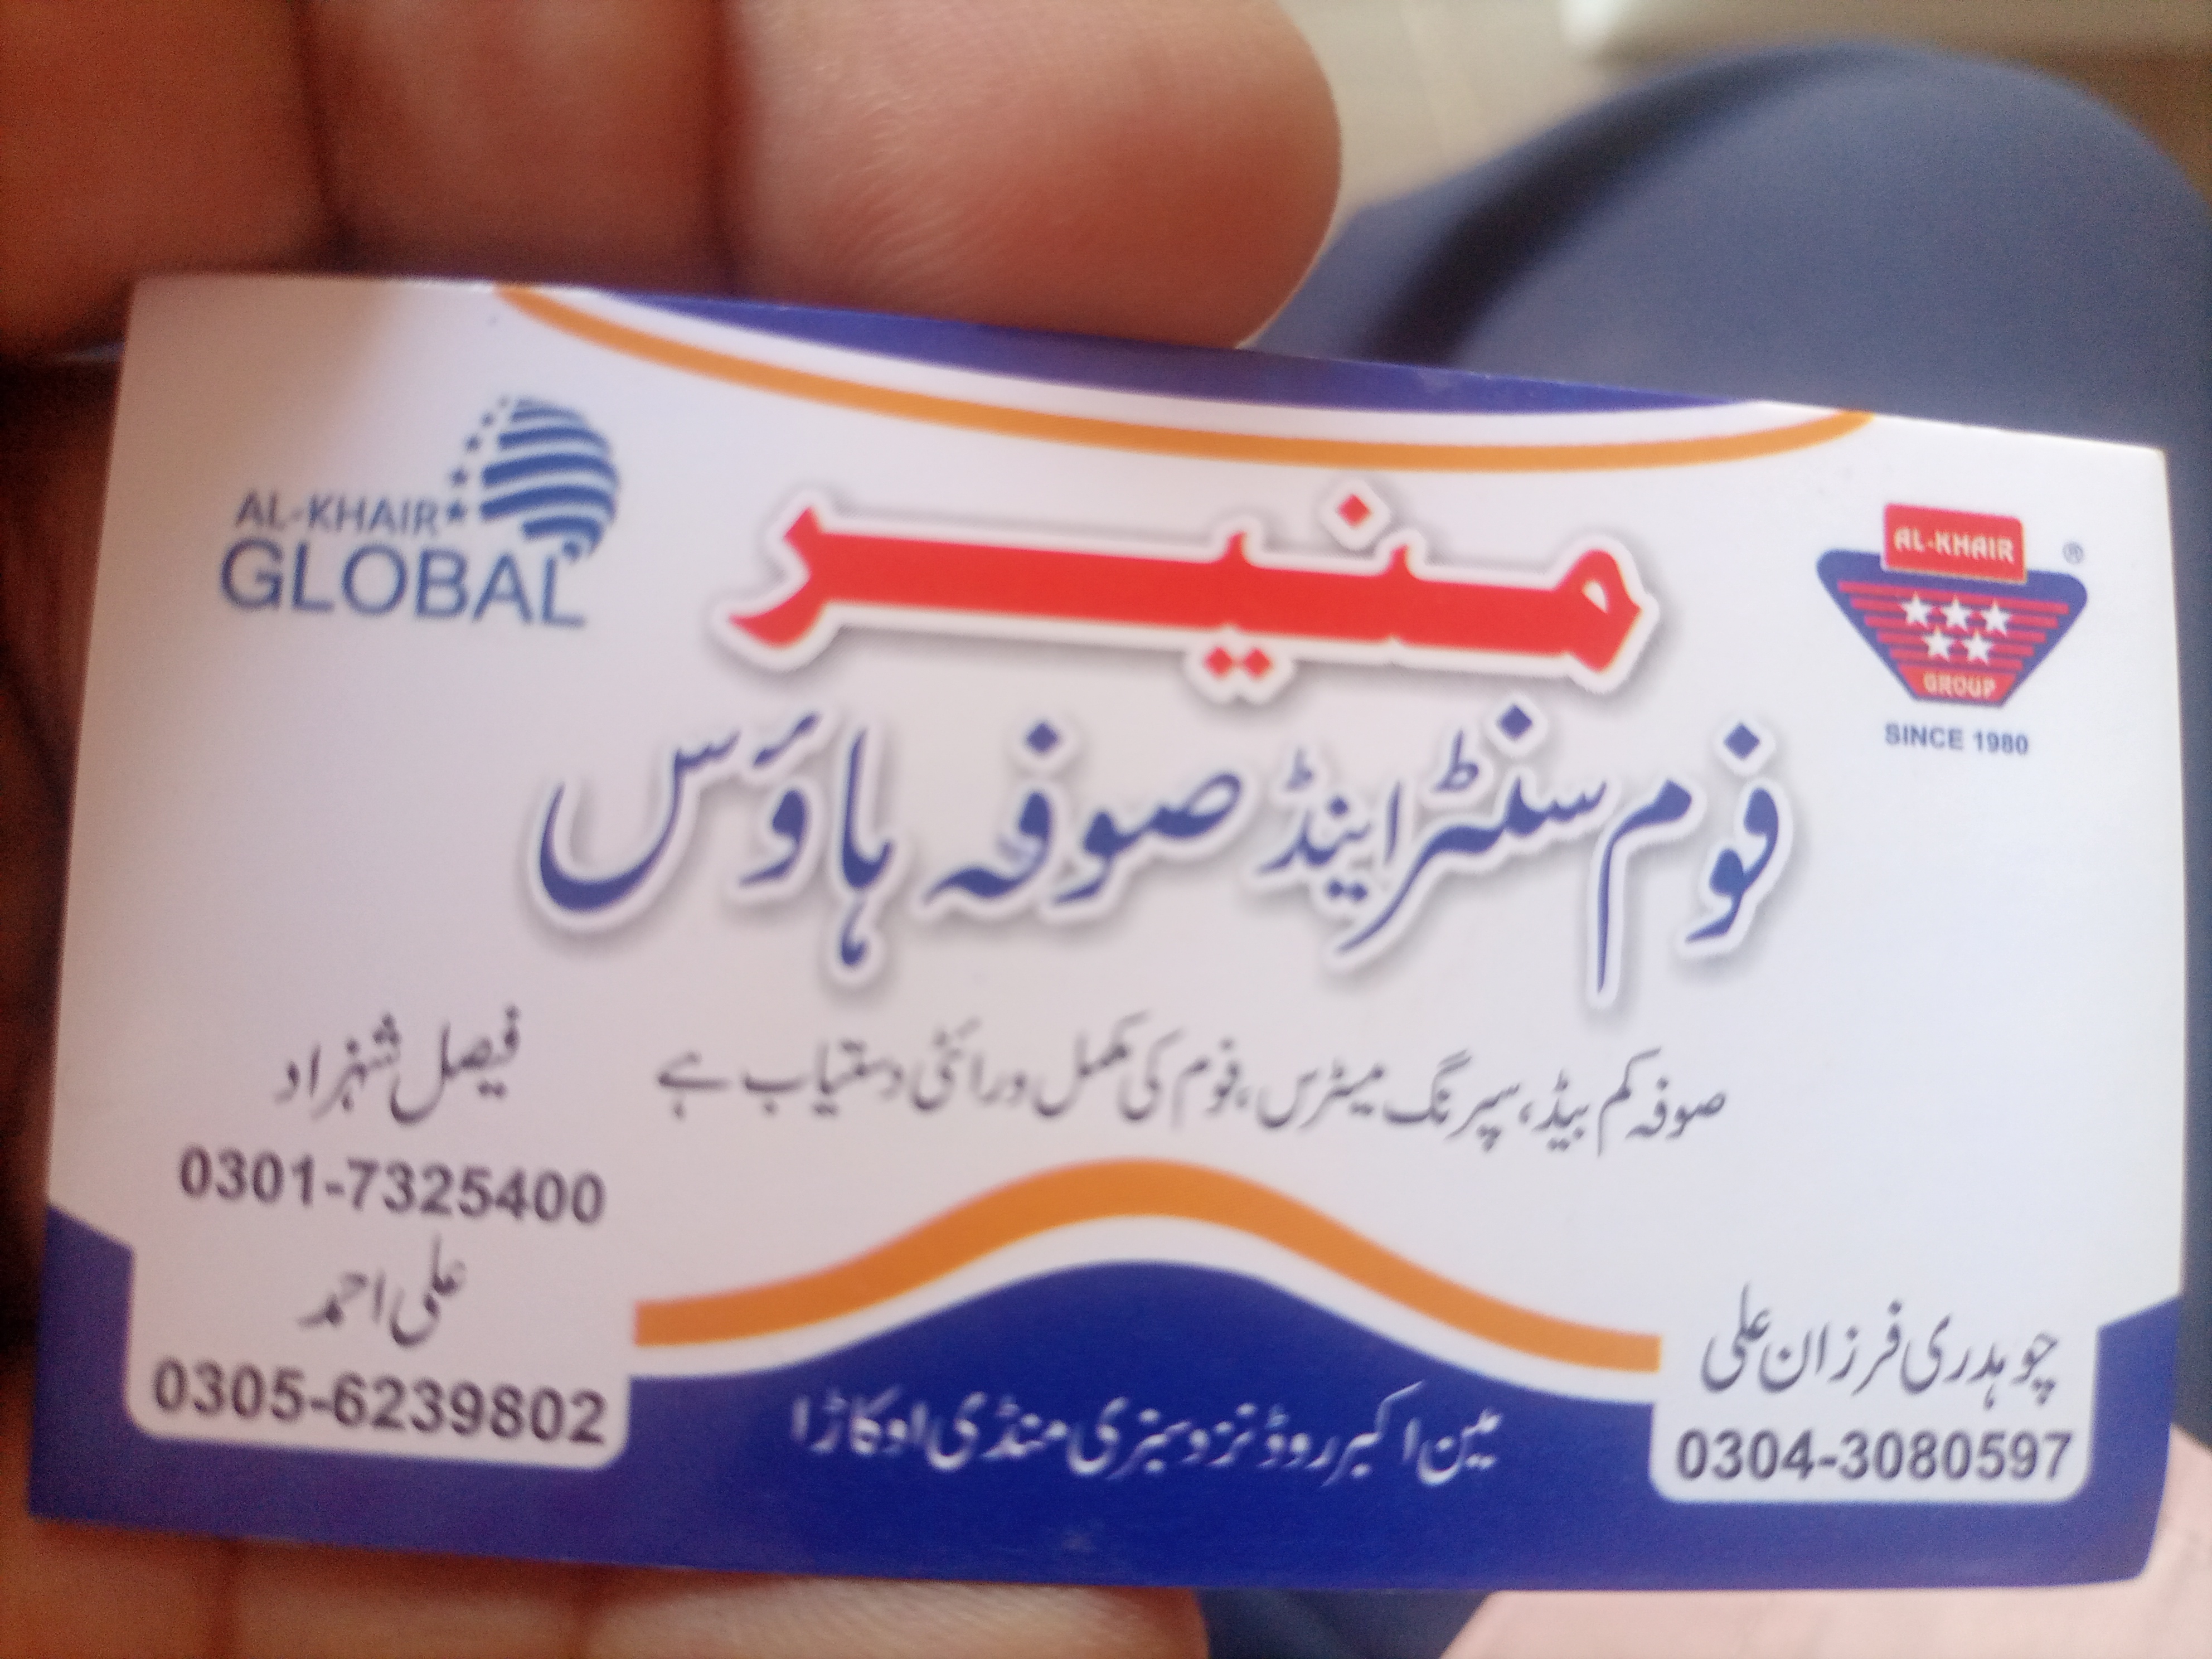 AL-KHAIR
GLOBAL
منیر
AL-KHAIR
®
GROUP
SINCE 1980
فوم سنٹر اینڈ صوفہ ہاؤس
صوفہ کم بیڈ، سپرنگ میٹرس، فوم کی مکمل ورائٹی دستیاب ہے
فیصل شہزاد
0301-7325400
علی احمد
0305-6239802
چوہدری فرزان علی
0304-3080597
مین اکبر روڈ نزد سبزی منڈی اوکاڑا